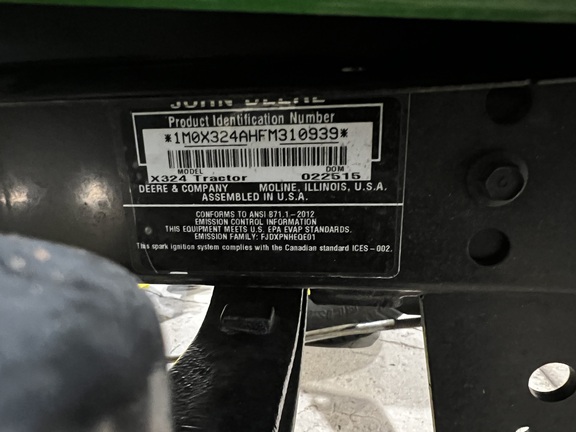 JOHN DEERE
Product Identification Number
*1M0X324AHFM310939*
MODEL DOM
X324 Tractor 022515
DEERE & COMPANY MOLINE, ILLINOIS, U.S.A.
ASSEMBLED IN U.S.A.
CONFORMS TO ANSI B71.1-2012
EMISSION CONTROL INFORMATION
THIS EQUIPMENT MEETS U.S. EPA EVAP STANDARDS.
EMISSION FAMILY: FJDXPNHEQE01
This spark ignition system complies with the Canadian standard ICES-002.